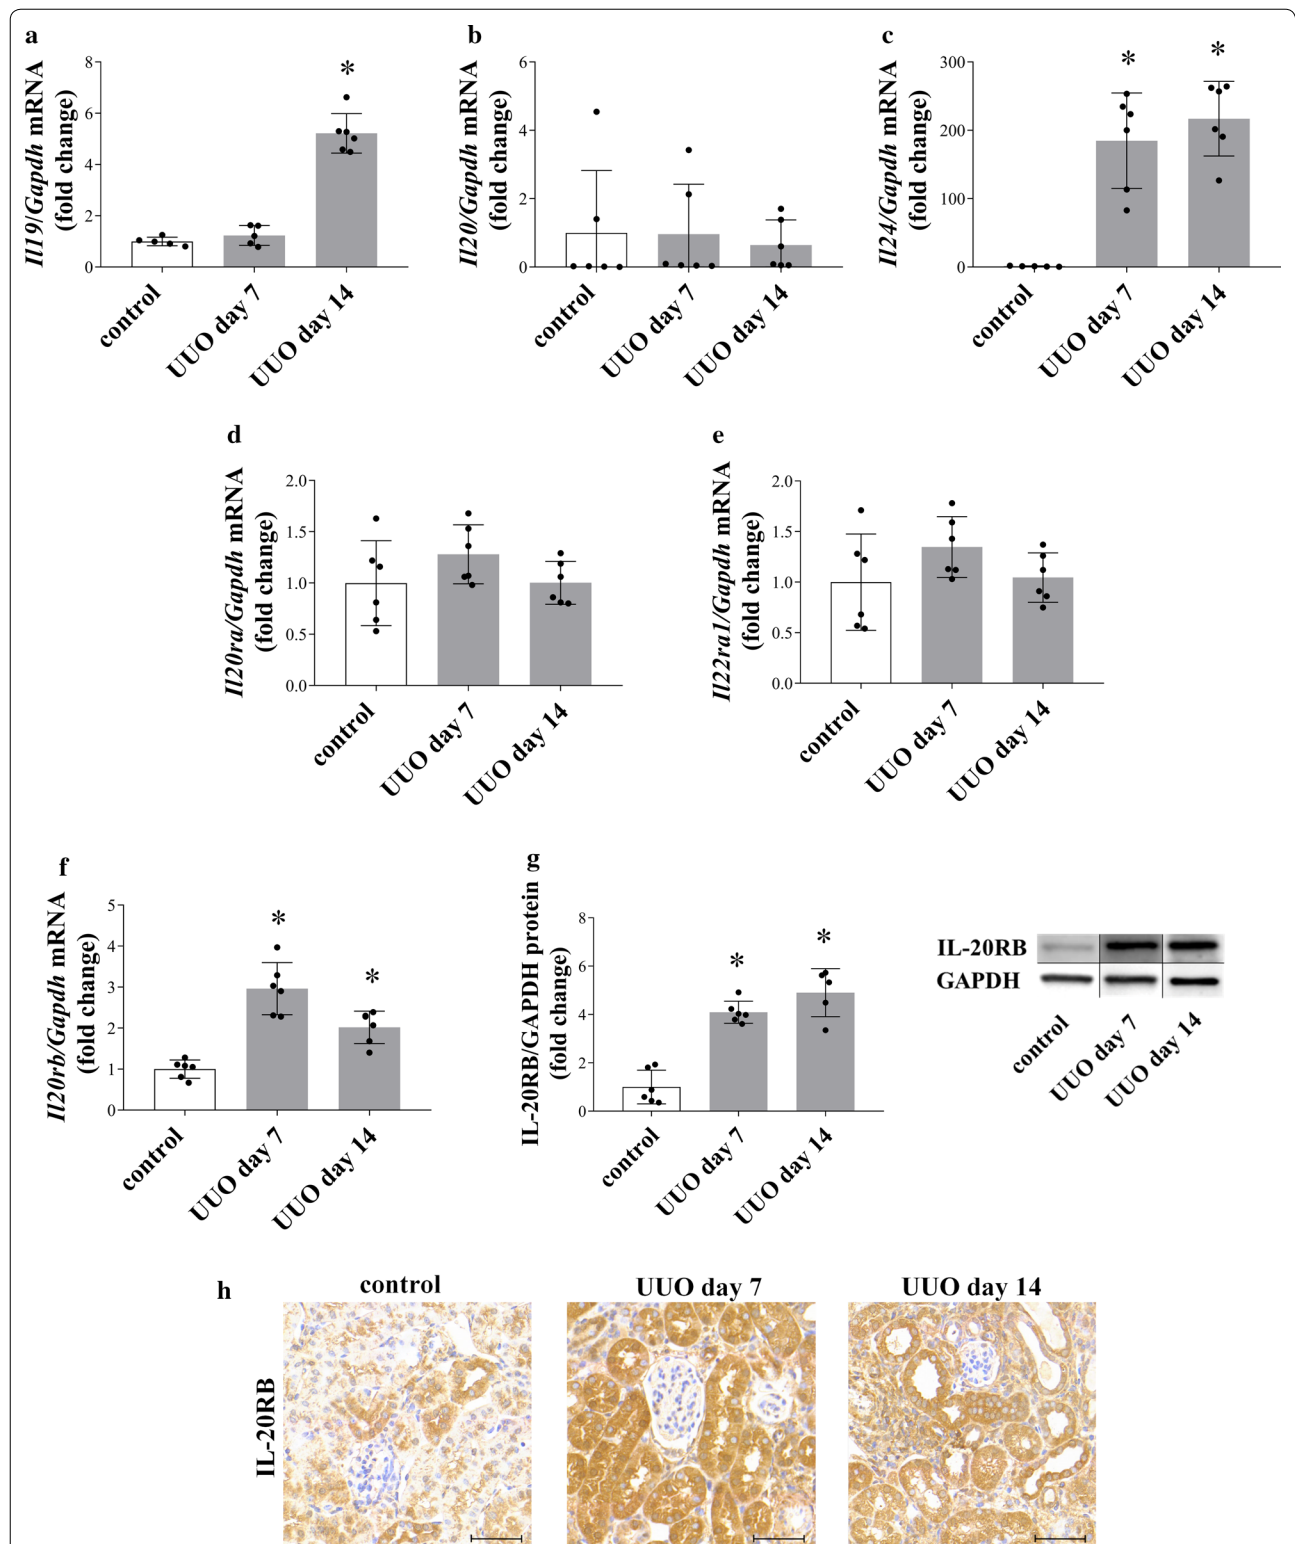 a
Il19/Gapdh mRNA
(fold change)
8
6
4
2
0
*
control
UUO day 7
UUO day 14
b
Il20/Gapdh mRNA
(fold change)
6
4
2
0
control
UUO day 7
UUO day 14
c
Il24/Gapdh mRNA
(fold change)
300
200
100
0
*
*
control
UUO day 7
UUO day 14
d
Il20ra/Gapdh mRNA
(fold change)
2.0
1.5
1.0
0.5
0.0
control
UUO day 7
UUO day 14
e
Il22ra1/Gapdh mRNA
(fold change)
2.0
1.5
1.0
0.5
0.0
control
UUO day 7
UUO day 14
f
Il20rb/Gapdh mRNA
(fold change)
5
4
3
2
1
0
*
*
control
UUO day 7
UUO day 14
g
IL-20RB/GAPDH protein
(fold change)
8
6
4
2
0
*
*
control
UUO day 7
UUO day 14
IL-20RB
GAPDH
control
UUO day 7
UUO day 14
h
control
UUO day 7
UUO day 14
IL-20RB